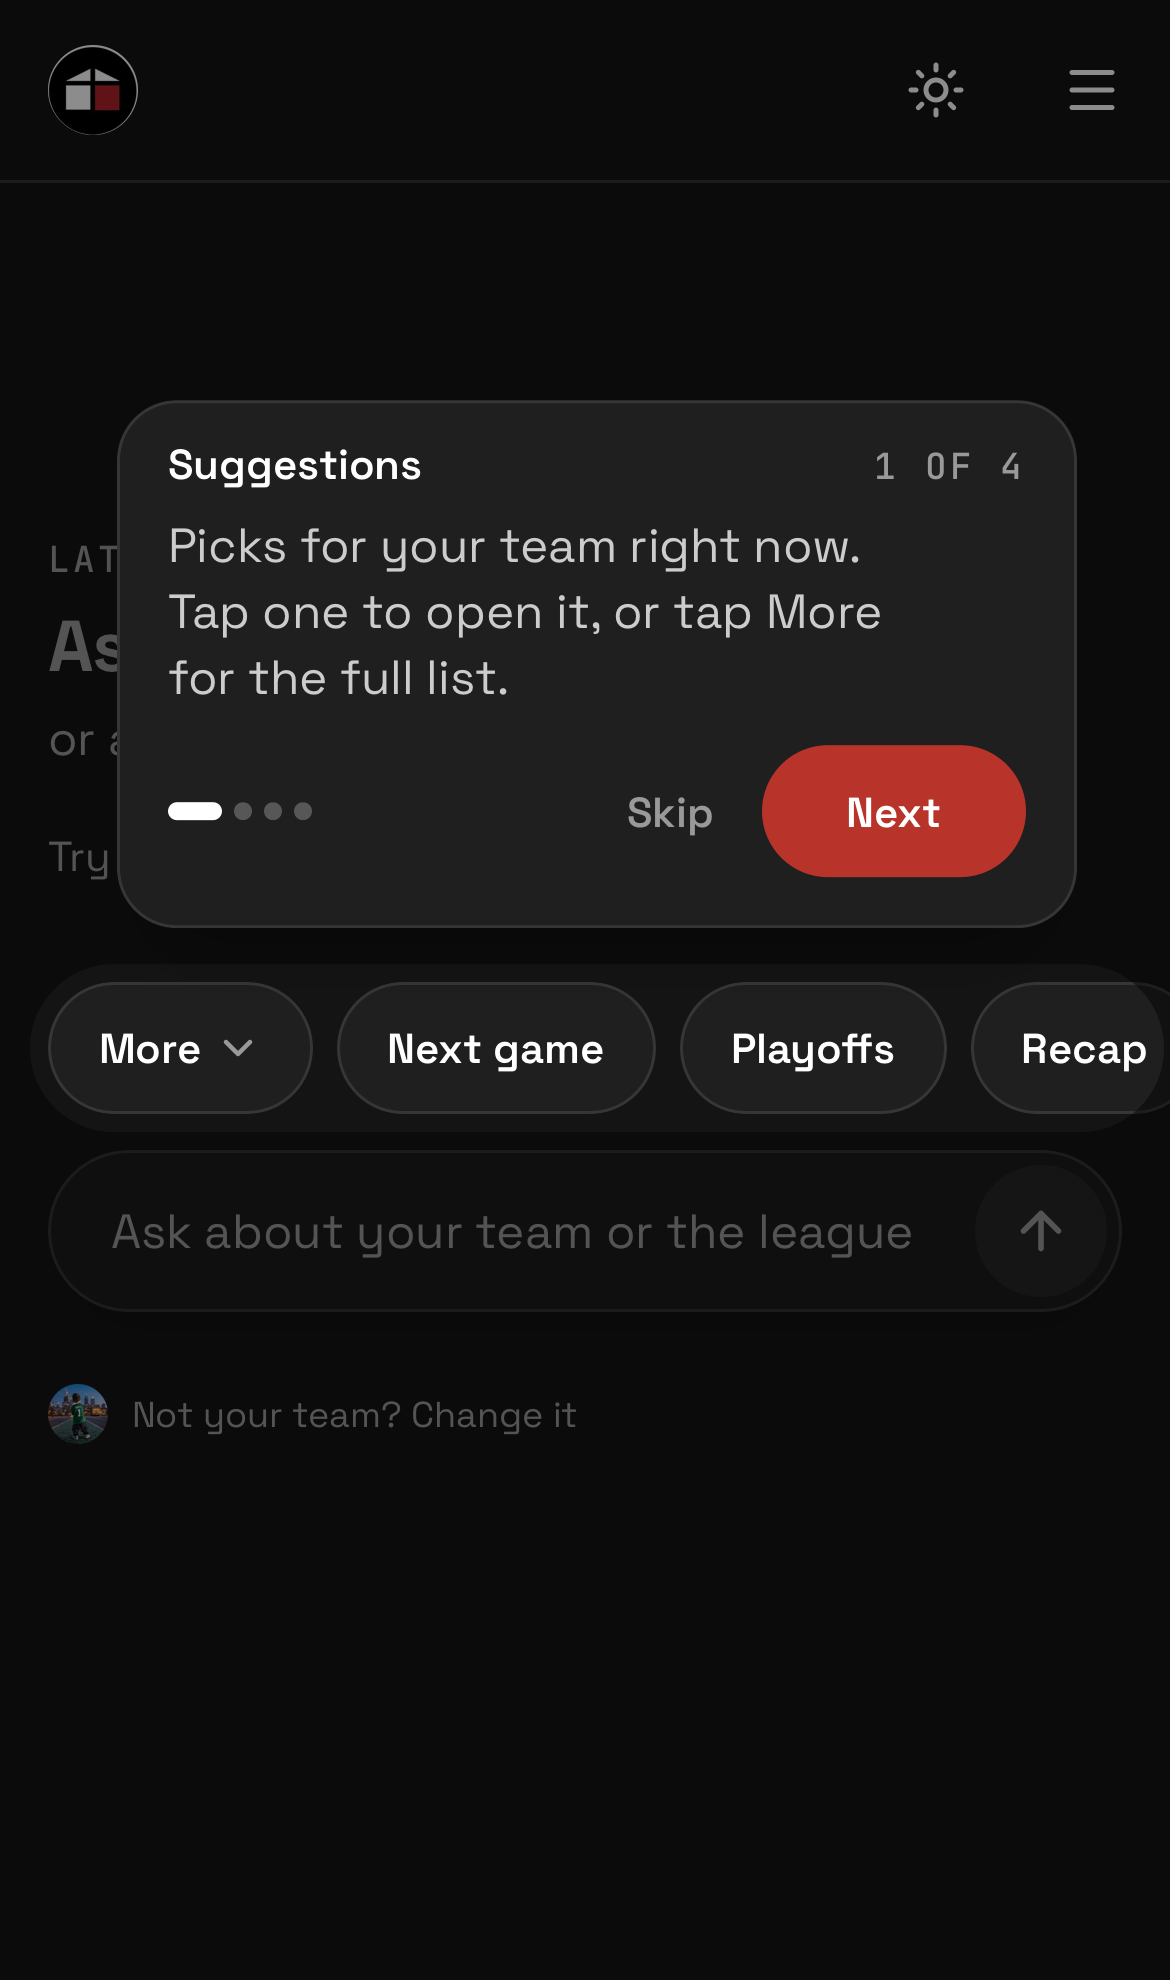 Suggestions
1 OF 4
Picks for your team right now.
Tap one to open it, or tap More
for the full list.
Skip
Next
or
Try
More
Next game
Playoffs
Recap
Ask about your team or the league
Not your team? Change it